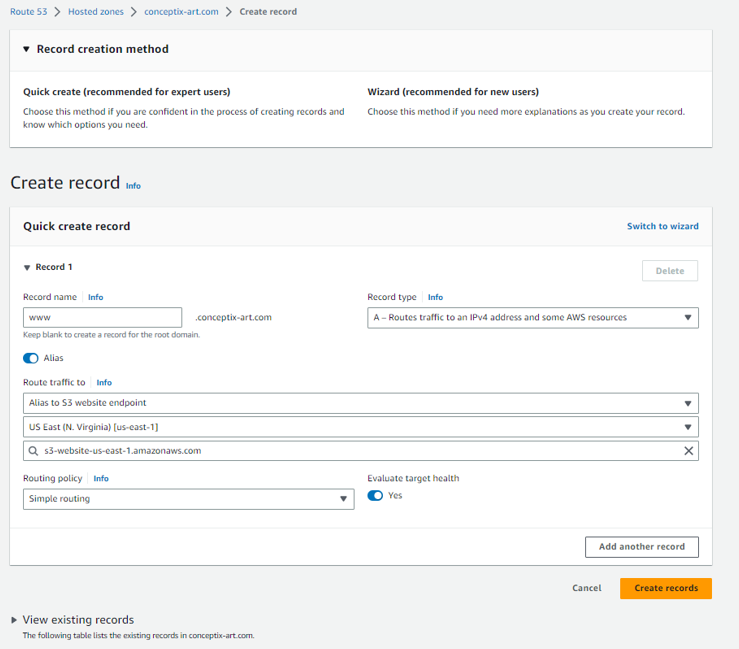 Route 53 > Hosted zones > conceptix-art.com > Create record
Record creation method
Quick create (recommended for expert users)
Choose this method if you are confident in the process of creating records and
know which options you need.
Wizard (recommended for new users)
Choose this method if you need more explanations as you create your record.
Create record Info
Quick create record
Switch to wizard
Record 1
Delete
Record name Info
www
.conceptix-art.com
Keep blank to create a record for the root domain.
Record type Info
A – Routes traffic to an IPv4 address and some AWS resources
Alias
Route traffic to Info
Alias to S3 website endpoint
US East (N. Virginia) [us-east-1]
s3-website-us-east-1.amazonaws.com
Routing policy Info
Simple routing
Evaluate target health
Yes
Add another record
Cancel
Create records
View existing records
The following table lists the existing records in conceptix-art.com.